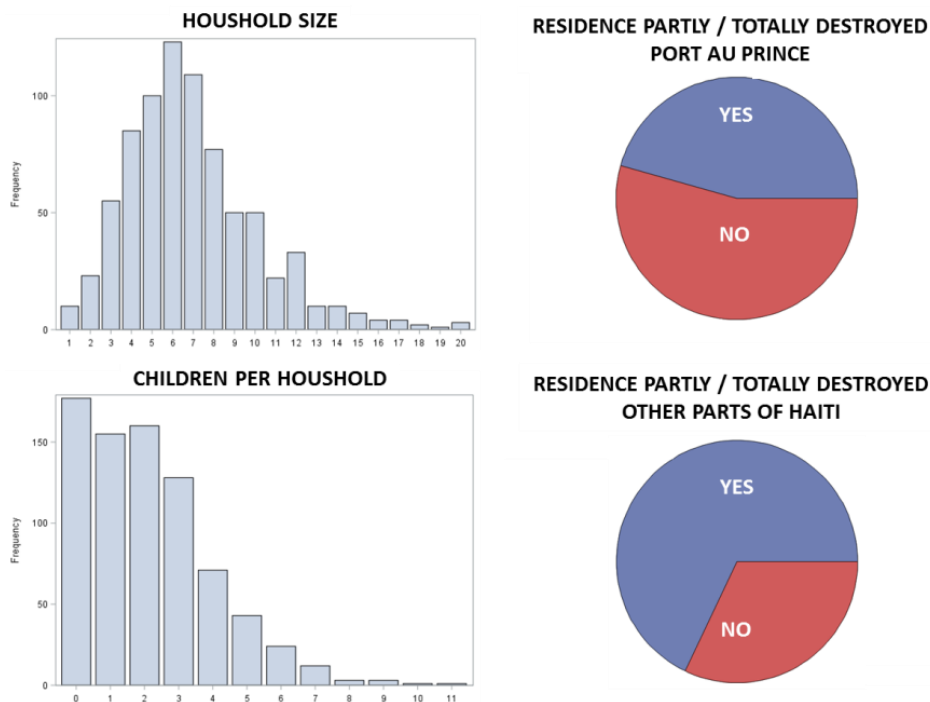 HOUSHOLD SIZE
Frequency
100
50
0
1 2 3 4 5 6 7 8 9 10 11 12 13 14 15 16 17 18 19 20
RESIDENCE PARTLY / TOTALLY DESTROYED
PORT AU PRINCE
YES
NO
CHILDREN PER HOUSHOLD
Frequency
150
100
50
0
0 1 2 3 4 5 6 7 8 9 10 11
RESIDENCE PARTLY / TOTALLY DESTROYED
OTHER PARTS OF HAITI
YES
NO